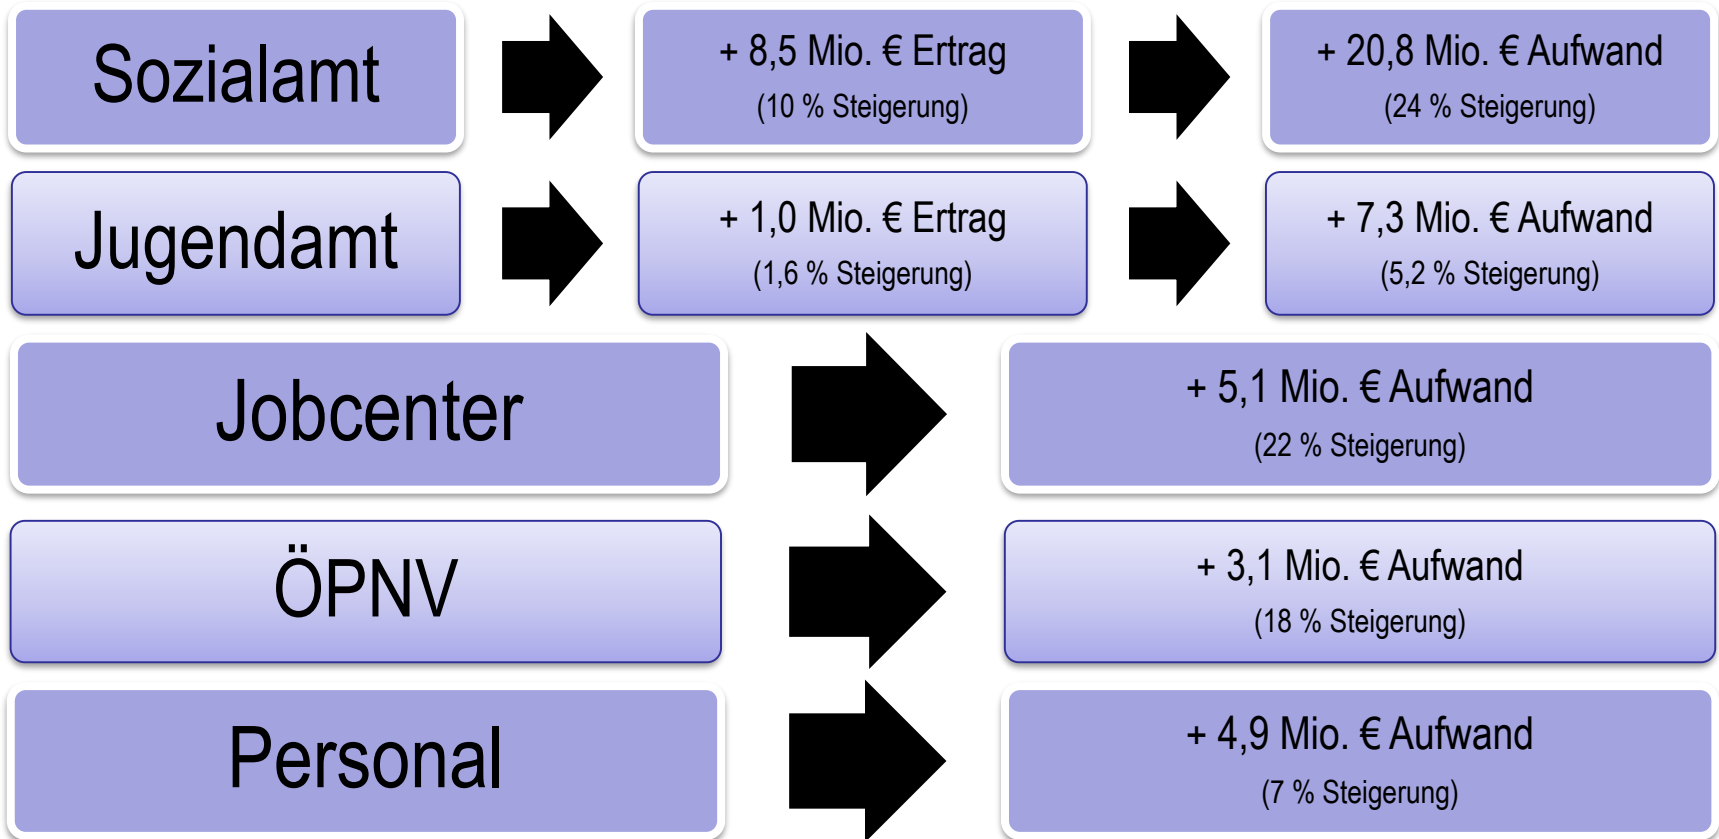 Sozialamt
+ 8,5 Mio. € Ertrag
(10 % Steigerung)
+ 20,8 Mio. € Aufwand
(24 % Steigerung)
Jugendamt
+ 1,0 Mio. € Ertrag
(1,6 % Steigerung)
+ 7,3 Mio. € Aufwand
(5,2 % Steigerung)
Jobcenter
+ 5,1 Mio. € Aufwand
(22 % Steigerung)
ÖPNV
+ 3,1 Mio. € Aufwand
(18 % Steigerung)
Personal
+ 4,9 Mio. € Aufwand
(7 % Steigerung)